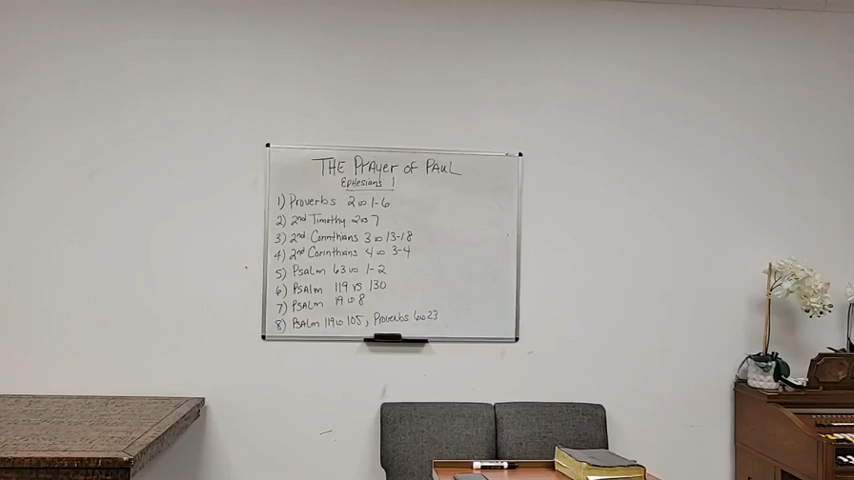 THE PRAYER OF PAUL
EPHESIANS 1
1) Proverbs 2 vs 1-6
2) 2nd Timothy 2 vs 7
3) 2nd Corinthians 3 vs 13-18
4) 2nd Corinthians 4 vs 3-4
5) Psalm 63 vs 1-2
6) Psalm 119 vs 130
7) Psalm 19 vs 8
8) Psalm 119 vs 105, Proverbs 6 vs 23